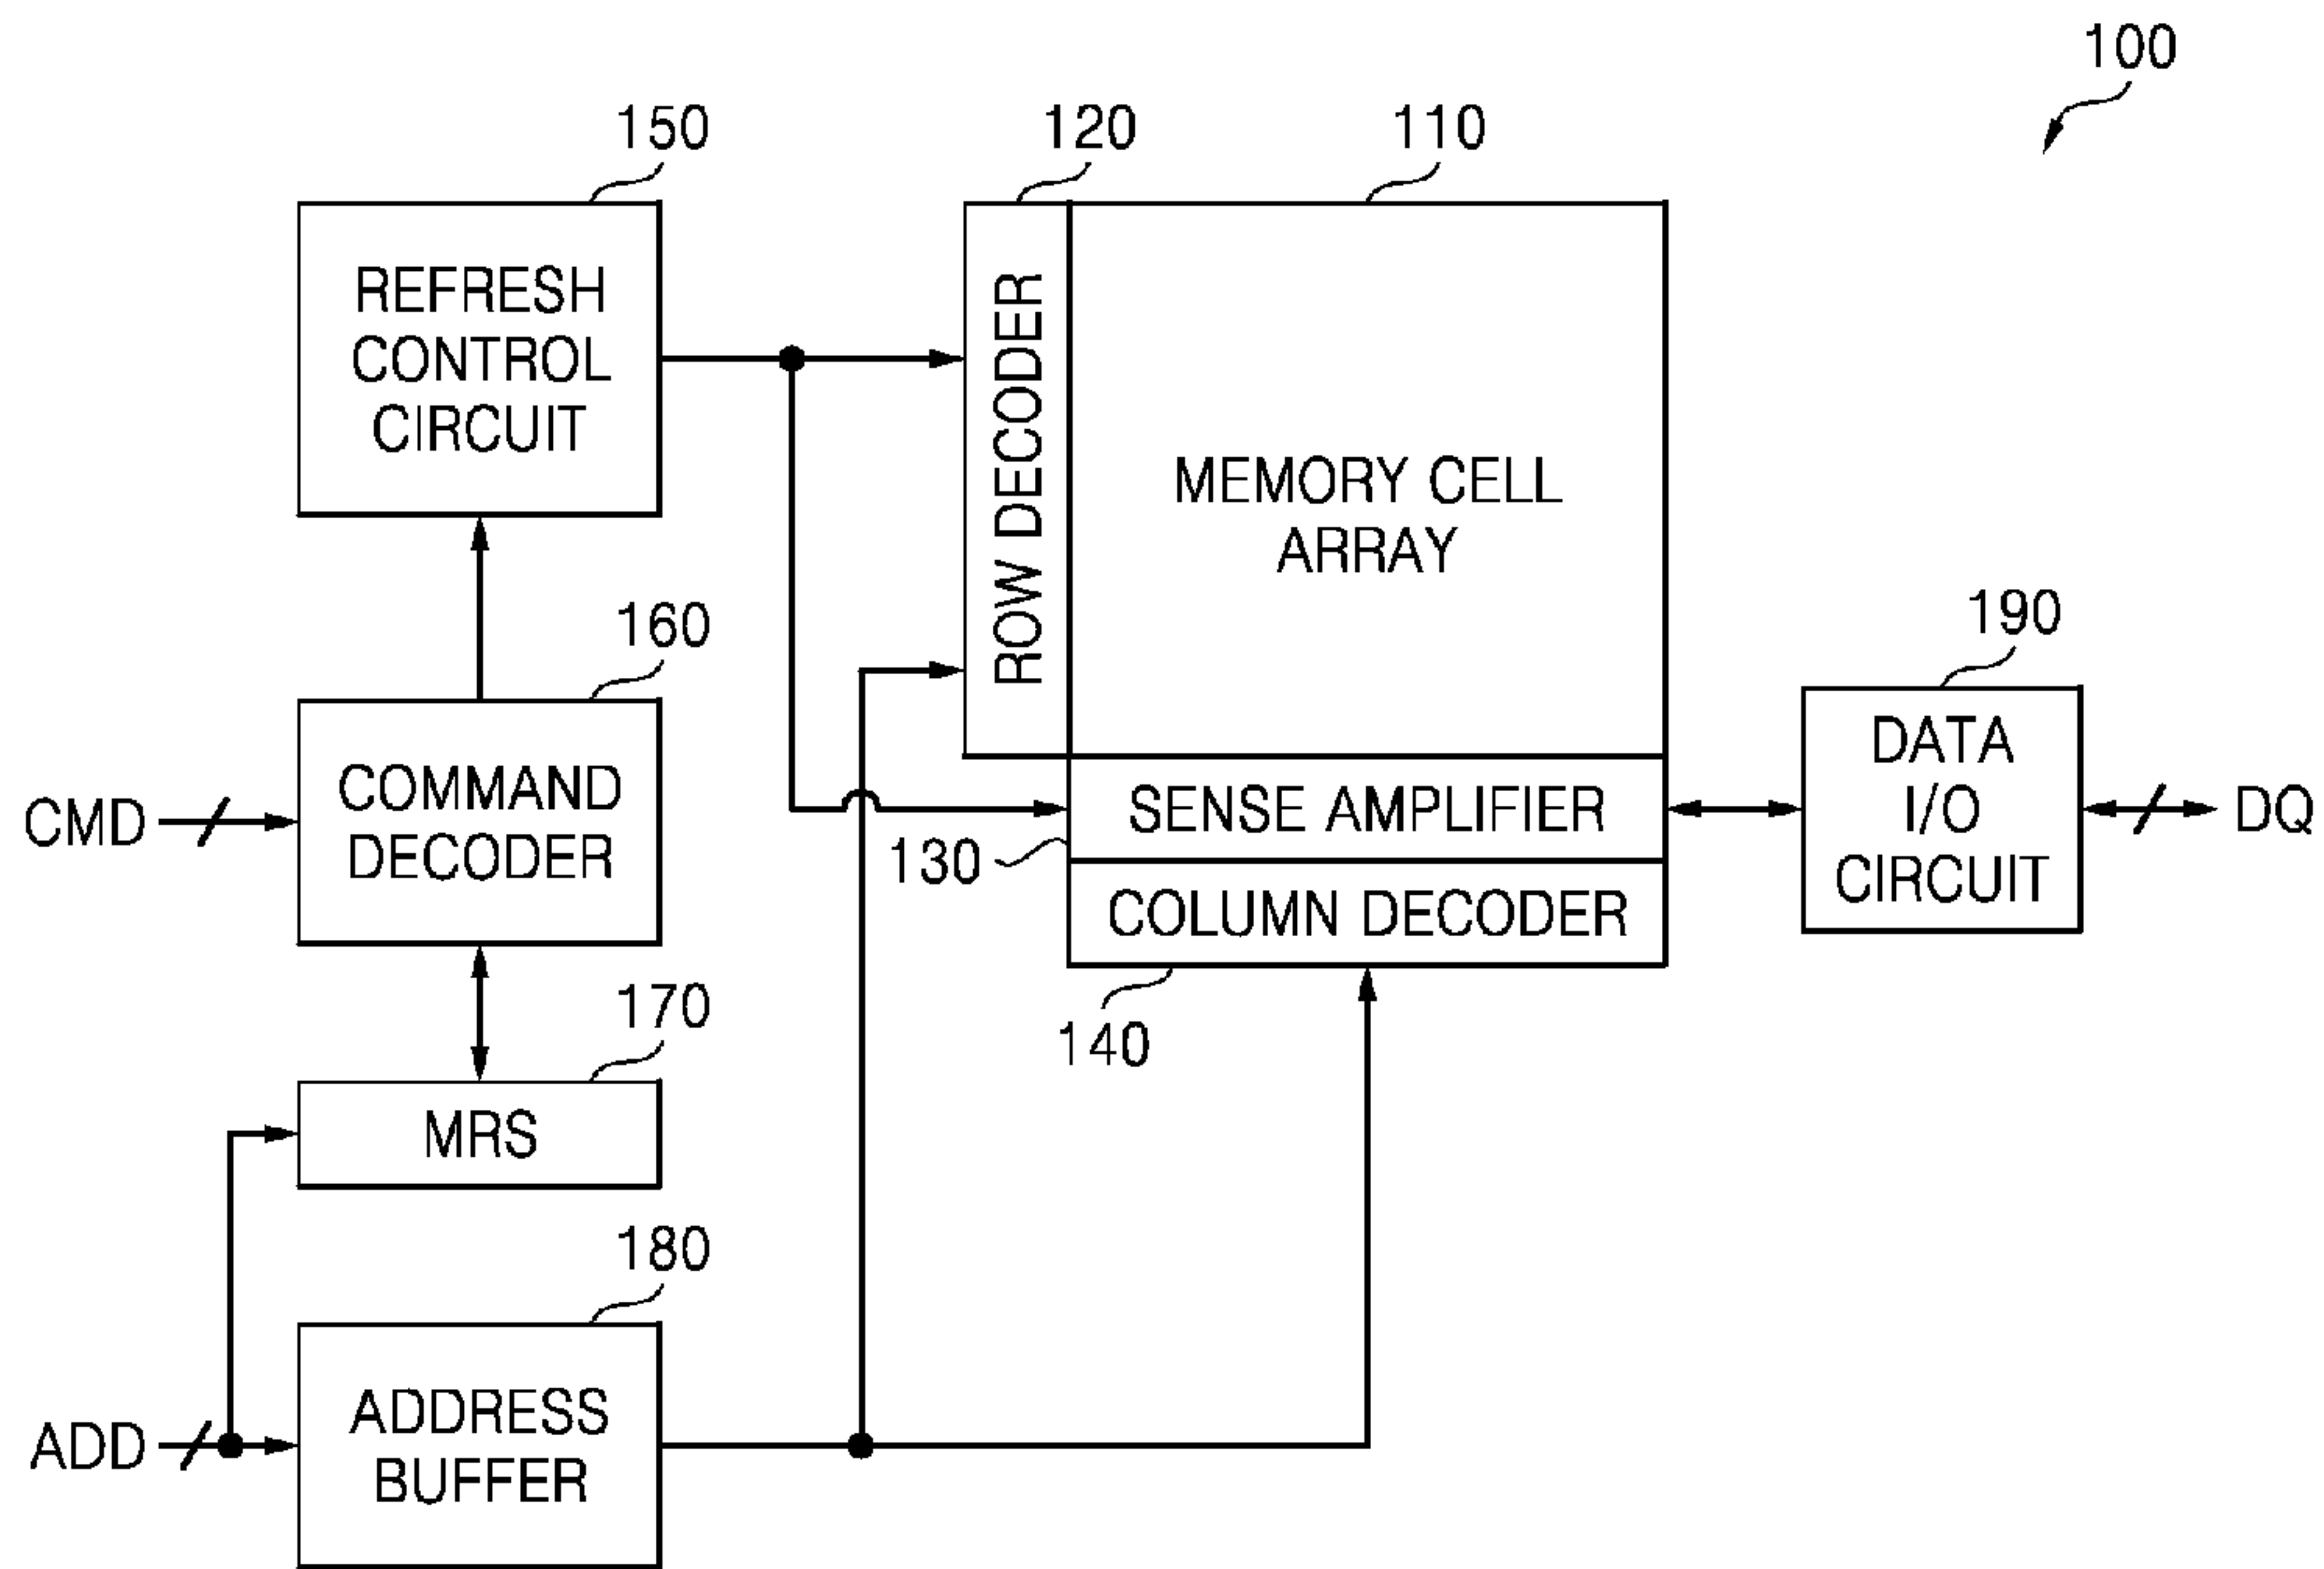 100
150
120
110
REFRESH
CONTROL
CIRCUIT
ROW DECODER
MEMORY CELL
ARRAY
160
190
COMMAND
DECODER
CMD
SENSE AMPLIFIER
DATA
I/O
CIRCUIT
DQ
130
COLUMN DECODER
170
140
MRS
180
ADD
ADDRESS
BUFFER